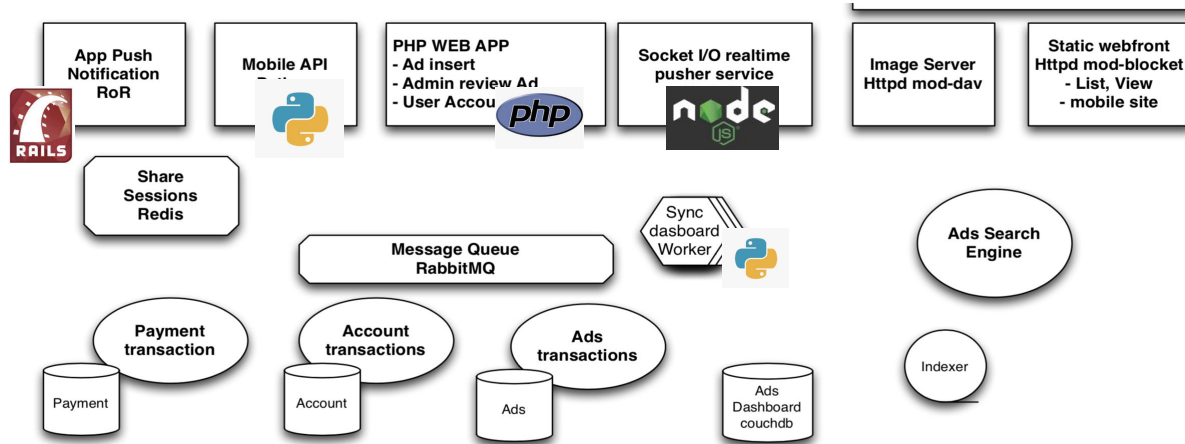 App Push
Notification
RoR
RAILS
Mobile API
PHP WEB APP
- Ad insert
- Admin review Ad
- User Accou
php
Socket I/O realtime
pusher service
node
JS
Image Server
Httpd mod-dav
Static webfront
Httpd mod-blocket
- List, View
- mobile site
Share
Sessions
Redis
Message Queue
RabbitMQ
Sync
dasboard
Worker
Ads Search
Engine
Payment
transaction
Payment
Account
transactions
Account
Ads
transactions
Ads
Ads
Dashboard
couchdb
Indexer